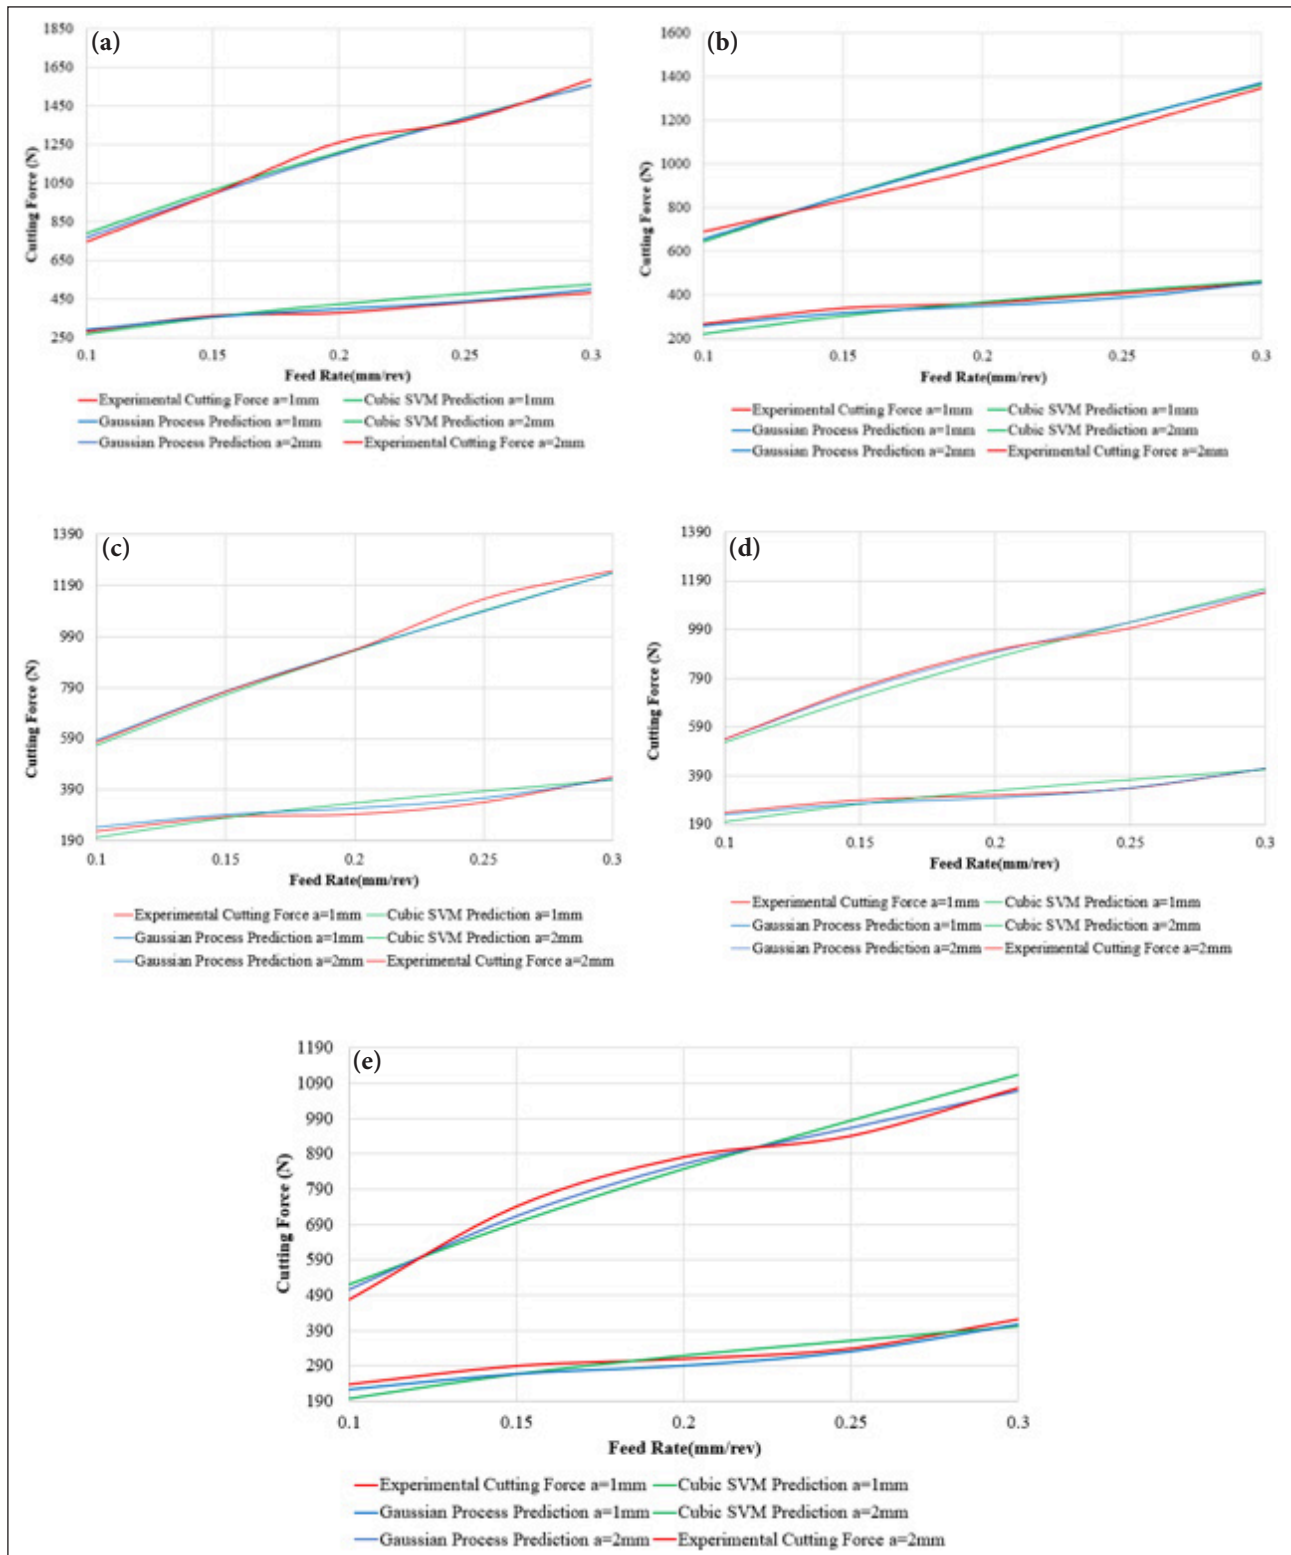 (a)
1850
1650
1450
1250
1050
850
650
450
250
Cutting Force (N)
0.1 0.15 0.2 0.25 0.3
Feed Rate(mm/rev)
Experimental Cutting Force a=1mm Cubic SVM Prediction a=1mm
Gaussian Process Prediction a=1mm Cubic SVM Prediction a=2mm
Gaussian Process Prediction a=2mm Experimental Cutting Force a=2mm
(b)
1600
1400
1200
1000
800
600
400
200
Cutting Force (N)
0.1 0.15 0.2 0.25 0.3
Feed Rate(mm/rev)
Experimental Cutting Force a=1mm Cubic SVM Prediction a=1mm
Gaussian Process Prediction a=1mm Cubic SVM Prediction a=2mm
Gaussian Process Prediction a=2mm Experimental Cutting Force a=2mm
(c)
1390
1190
990
790
590
390
190
Cutting Force (N)
0.1 0.15 0.2 0.25 0.3
Feed Rate(mm/rev)
Experimental Cutting Force a=1mm Cubic SVM Prediction a=1mm
Gaussian Process Prediction a=1mm Cubic SVM Prediction a=2mm
Gaussian Process Prediction a=2mm Experimental Cutting Force a=2mm
(d)
1390
1190
990
790
590
390
190
Cutting Force (N)
0.1 0.15 0.2 0.25 0.3
Feed Rate(mm/rev)
Experimental Cutting Force a=1mm Cubic SVM Prediction a=1mm
Gaussian Process Prediction a=1mm Cubic SVM Prediction a=2mm
Gaussian Process Prediction a=2mm Experimental Cutting Force a=2mm
(e)
1190
1090
990
890
790
690
590
490
390
290
190
Cutting Force (N)
0.1 0.15 0.2 0.25 0.3
Feed Rate(mm/rev)
Experimental Cutting Force a=1mm Cubic SVM Prediction a=1mm
Gaussian Process Prediction a=1mm Cubic SVM Prediction a=2mm
Gaussian Process Prediction a=2mm Experimental Cutting Force a=2mm